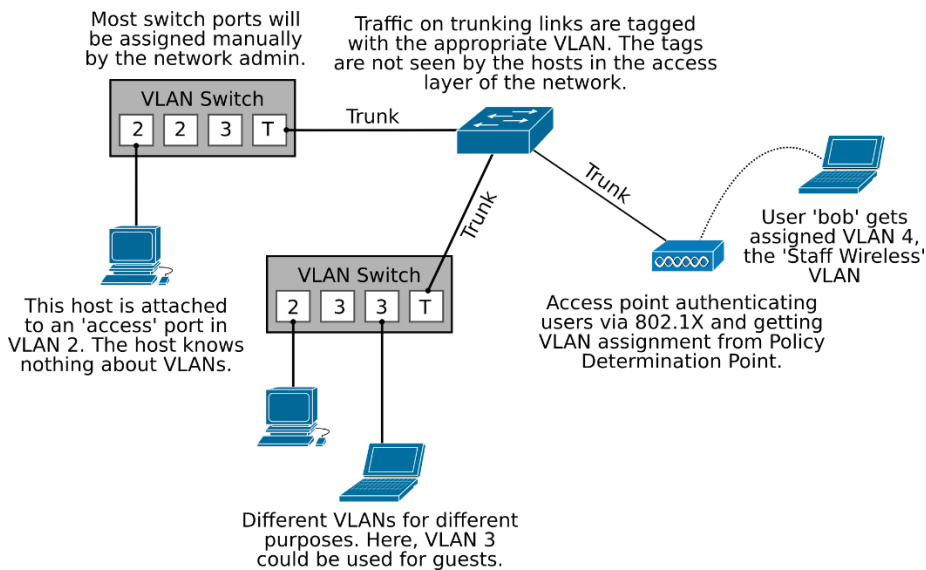 Most switch ports will
be assigned manually
by the network admin.
Traffic on trunking links are tagged
with the appropriate VLAN. The tags
are not seen by the hosts in the access
layer of the network.
VLAN Switch
2 2 3 T
Trunk
Trunk
Trunk
User 'bob' gets
assigned VLAN 4,
the 'Staff Wireless'
VLAN
This host is attached
to an 'access' port in
VLAN 2. The host knows
nothing about VLANs.
VLAN Switch
2 3 3 T
Access point authenticating
users via 802.1X and getting
VLAN assignment from Policy
Determination Point.
Different VLANs for different
purposes. Here, VLAN 3
could be used for guests.